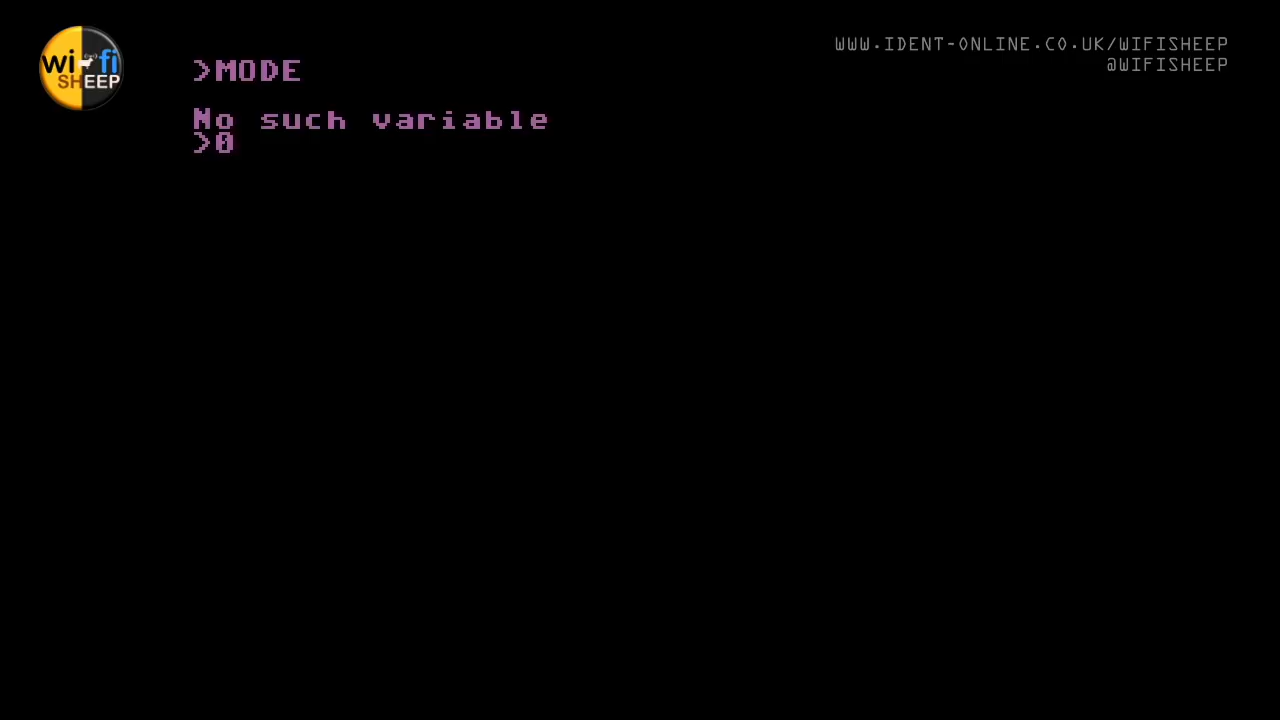 wi-fi
SHEEP
WWW.IDENT-ONLINE.CO.UK/WIFISHEEP
@WIFISHEEP
>MODE
No such variable
>0